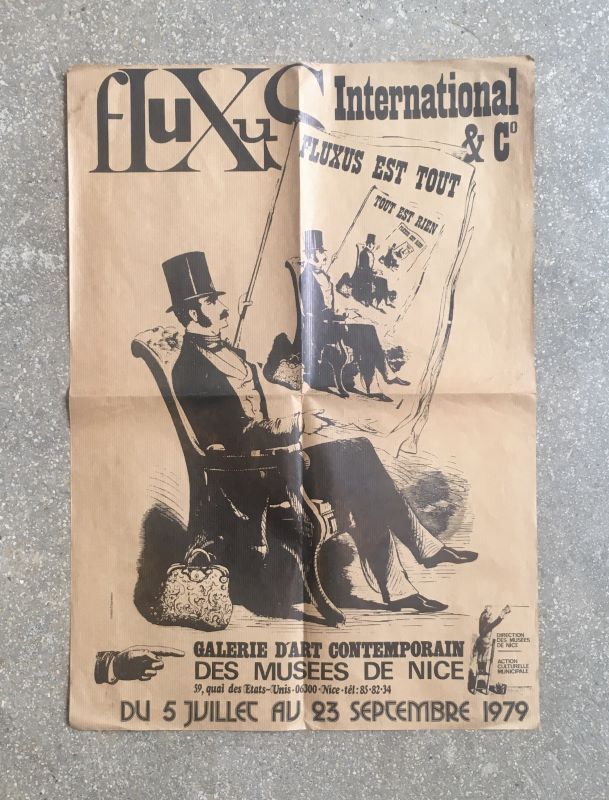 fluXuS
International
& Cº
FLUXUS EST TOUT
TOUT EST RIEN
GALERIE D'ART CONTEMPORAIN
DES MUSEES DE NICE
59, quai des Etats-Unis-06300-Nice-tél:85-82-34
DU 5 JUILLET AU 23 SEPTEMBRE 1979
DIRECTION
DES MUSÉES
DE NICE
ACTION
CULTURELLE
MUNICIPALE